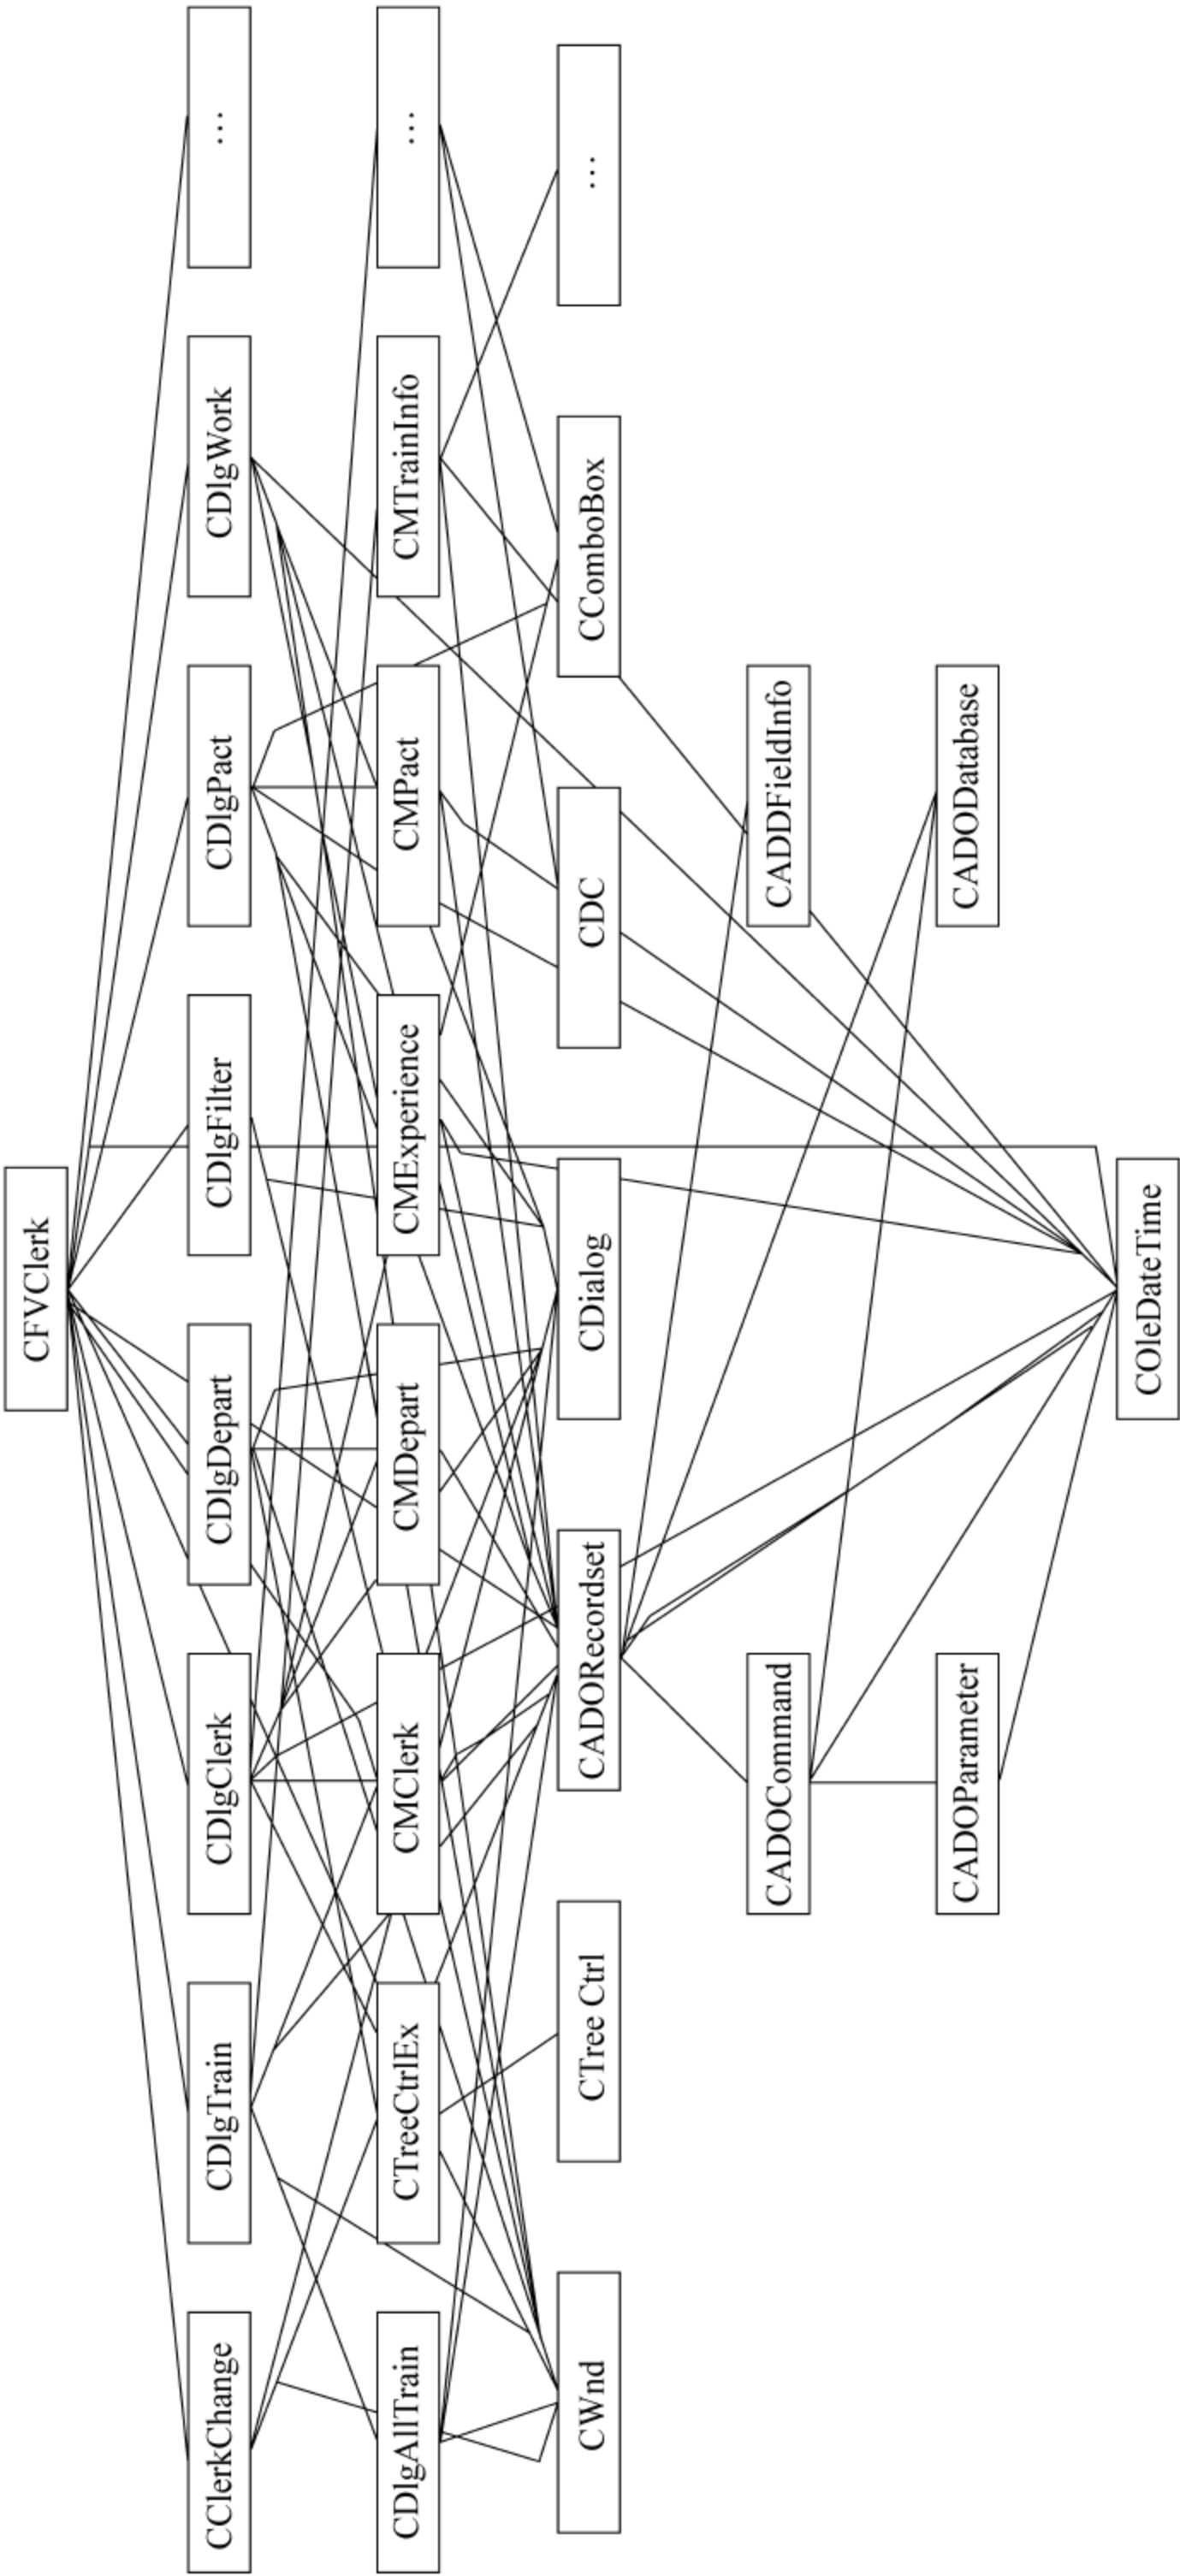 CFVClerk
CClerkChange
CDlgTrain
CDlgClerk
CDlgDepart
CDlgFilter
CDlgPact
CDlgWork
…
CDlgAllTrain
CTreeCtrlEx
CMClerk
CMDepart
CMExperience
CMPact
CMTrainInfo
…
CWnd
CTree Ctrl
CADORecordset
CDialog
CDC
CComboBox
…
CADOCommand
CADDFieldInfo
CADOParameter
CADODatabase
COleDateTime